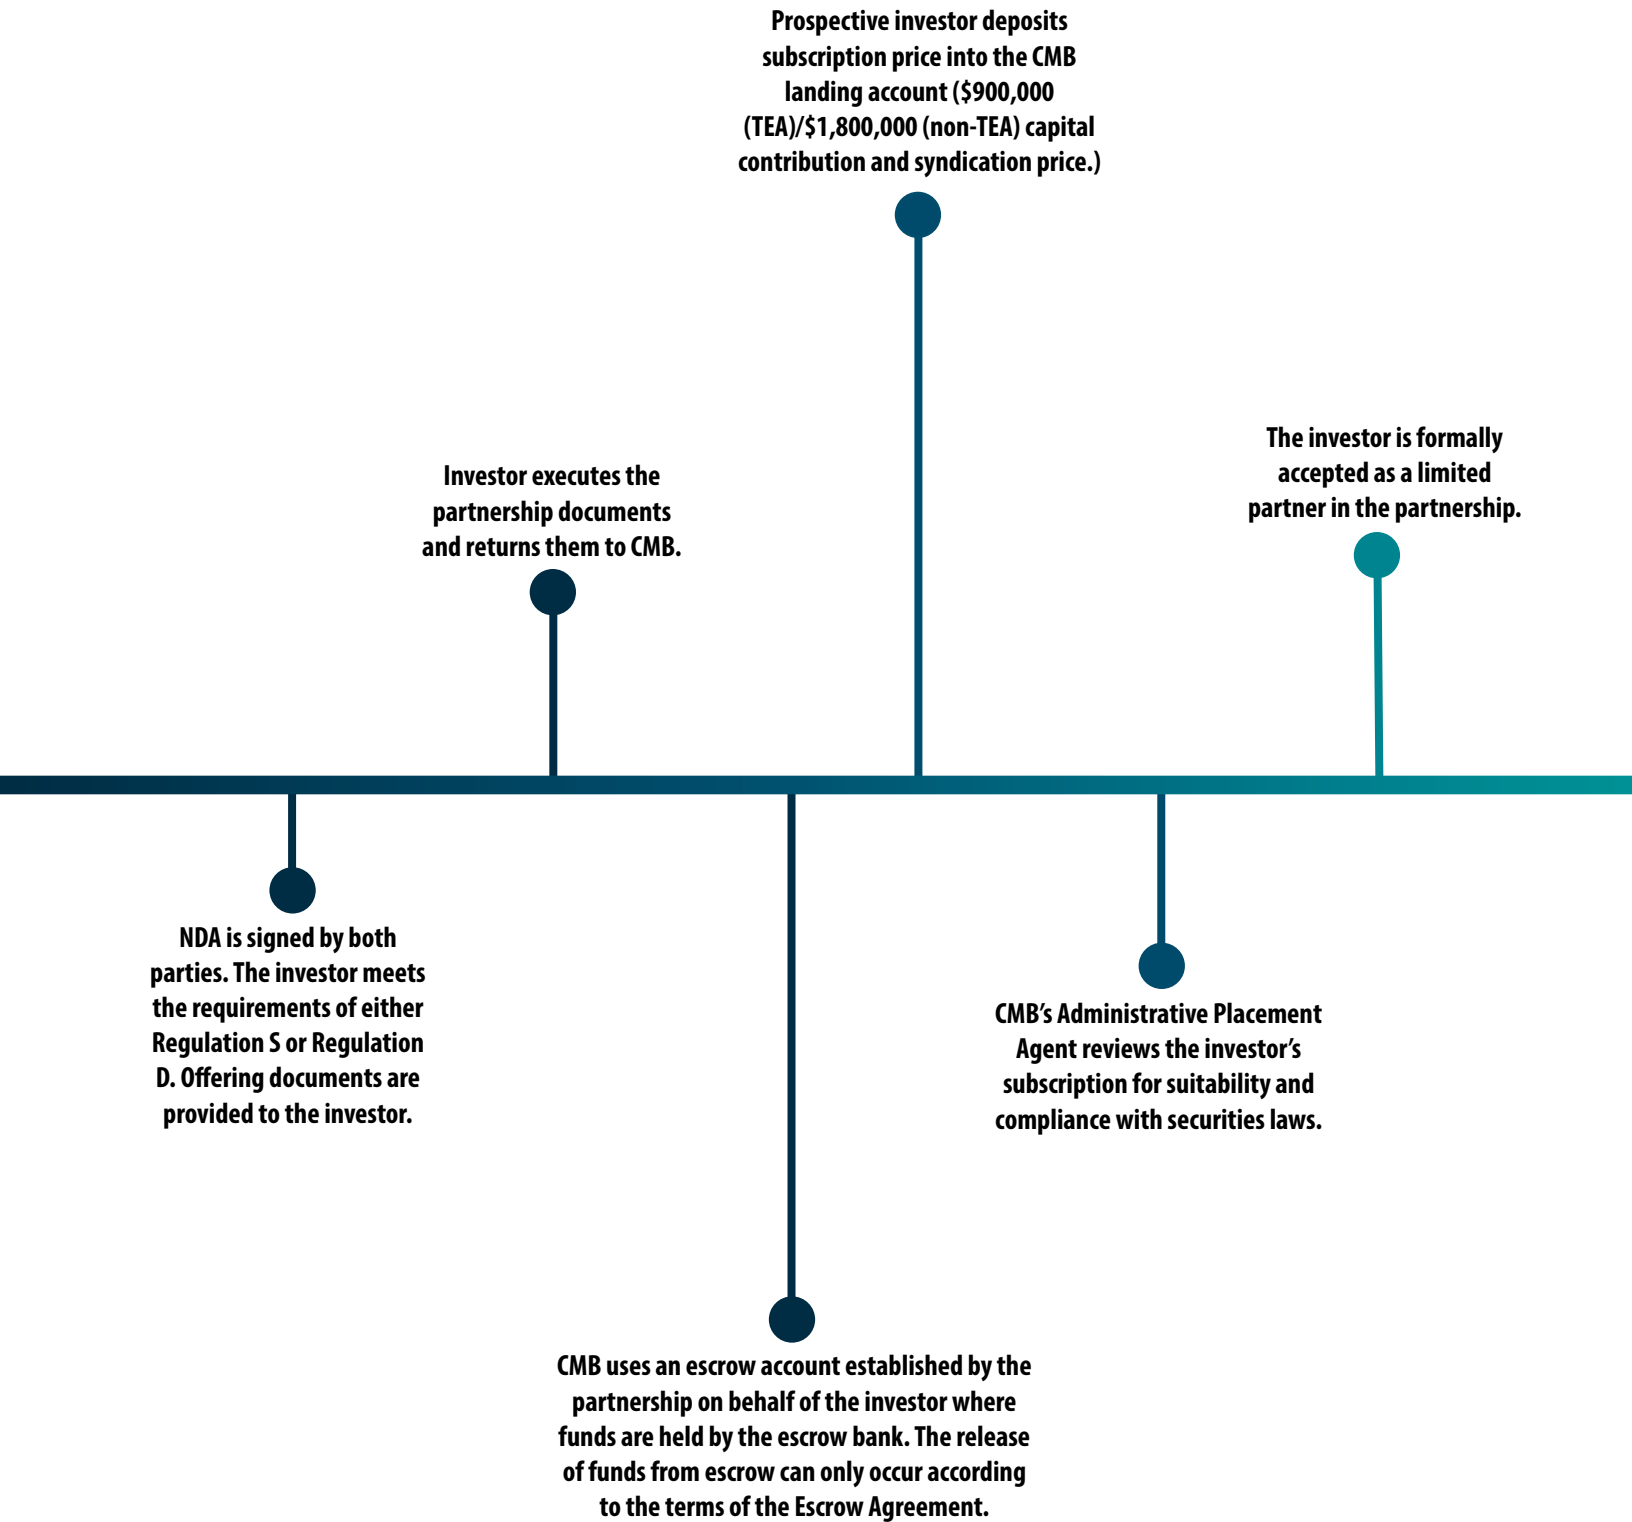 Prospective investor deposits
subscription price into the CMB
landing account ($900,000
(TEA)/$1,800,000 (non-TEA) capital
contribution and syndication price.)
The investor is formally
accepted as a limited
partner in the partnership.
Investor executes the
partnership documents
and returns them to CMB.
NDA is signed by both
parties. The investor meets
the requirements of either
Regulation S or Regulation
D. Offering documents are
provided to the investor.
CMB’s Administrative Placement
Agent reviews the investor’s
subscription for suitability and
compliance with securities laws.
CMB uses an escrow account established by the
partnership on behalf of the investor where
funds are held by the escrow bank. The release
of funds from escrow can only occur according
to the terms of the Escrow Agreement.